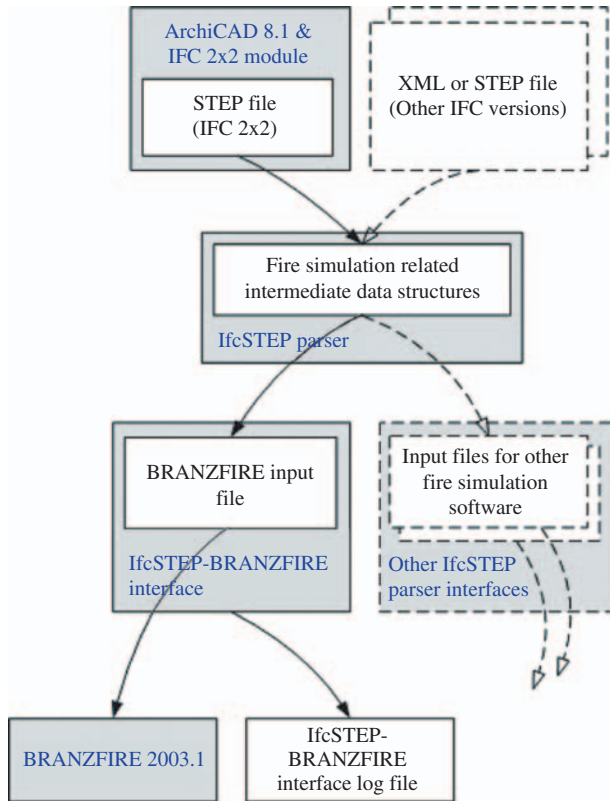 ArchiCAD 8.1 &
IFC 2x2 module
STEP file
(IFC 2x2)
XML or STEP file
(Other IFC versions)
Fire simulation related
intermediate data structures
IfcSTEP parser
BRANZFIRE input
file
IfcSTEP-BRANZFIRE
interface
Input files for other
fire simulation
software
Other IfcSTEP
parser interfaces
BRANZFIRE 2003.1
IfcSTEP-
BRANZFIRE
interface log file